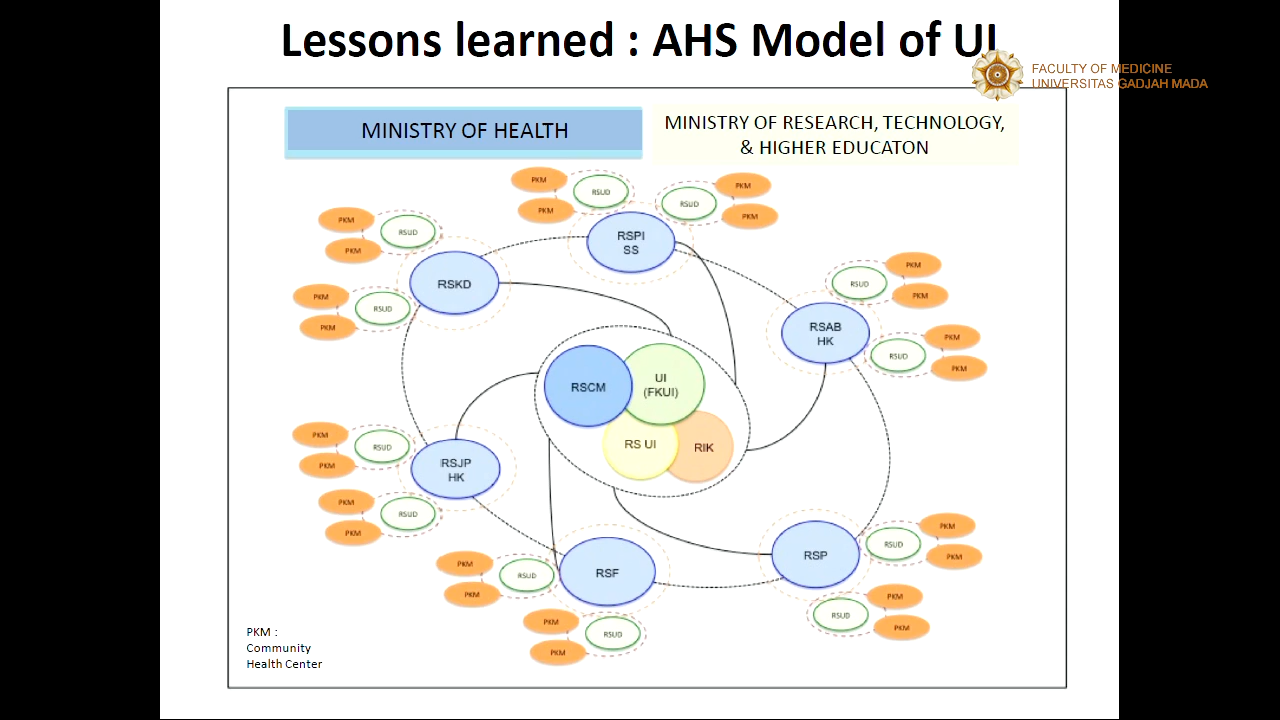 Lessons learned : AHS Model of UI
FACULTY OF MEDICINE
UNIVERSITAS GADJAH MADA
MINISTRY OF HEALTH
MINISTRY OF RESEARCH, TECHNOLOGY,
& HIGHER EDUCATON
PKM
RSUD
PKM
RSUD
PKM
PKM
RSPI
SS
PKM
RSUD
PKM
RSKD
PKM
RSUD
PKM
PKM
RSUD
PKM
RSAB
HK
PKM
RSUD
PKM
RSCM
UI
(FKUI)
RS UI
RIK
PKM
RSUD
PKM
RSJP
HK
PKM
RSUD
PKM
RSP
PKM
RSUD
PKM
PKM
RSUD
PKM
RSF
PKM
RSUD
PKM
PKM
RSUD
PKM
PKM :
Community
Health Center